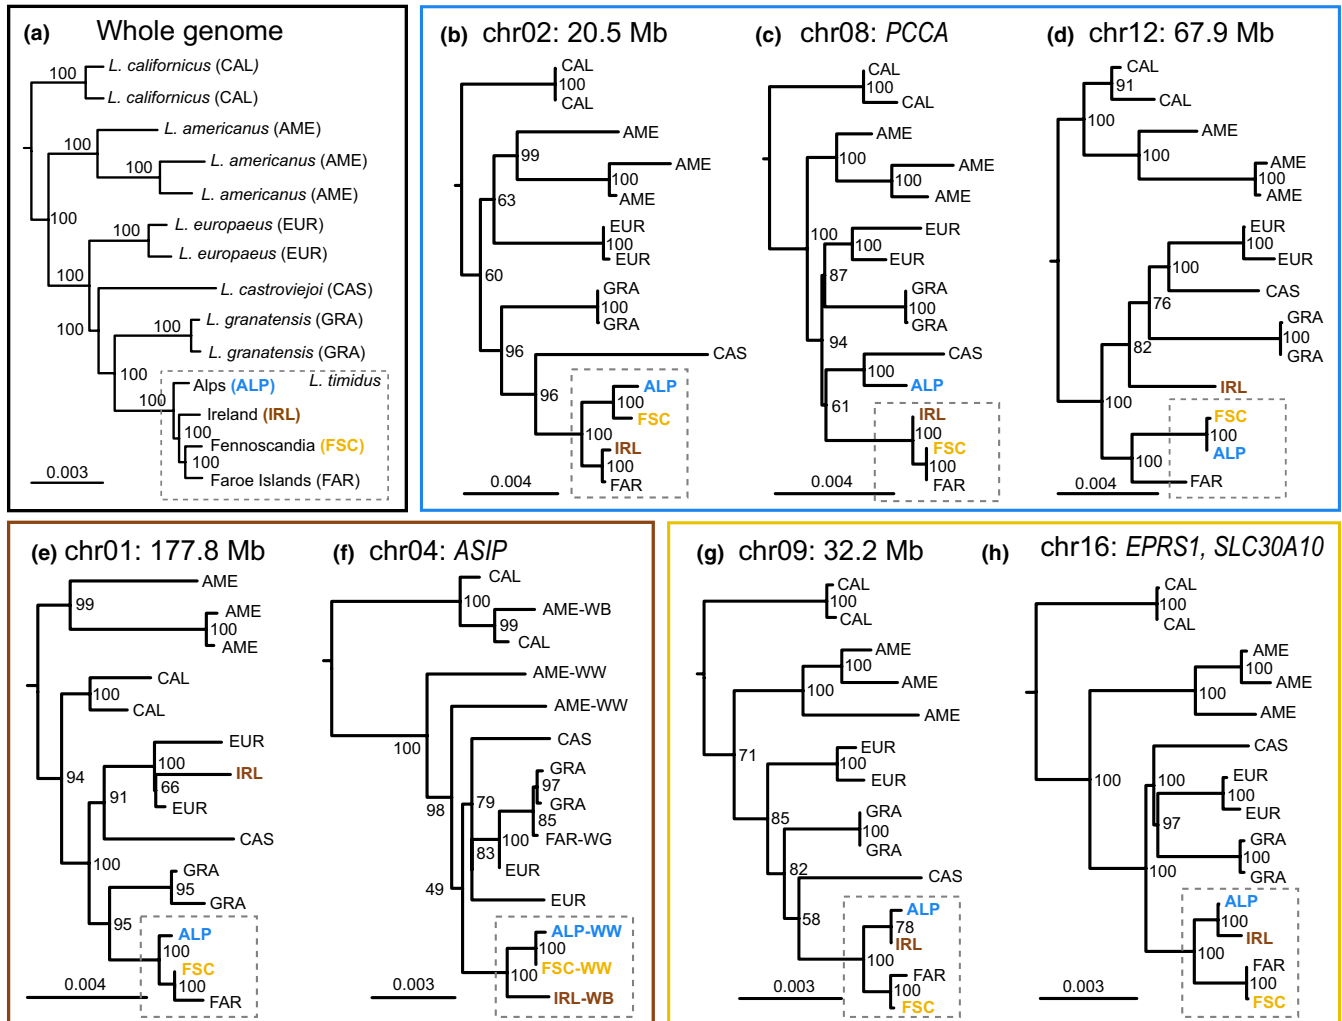 (a) Whole genome
100
L. californicus (CAL)
L. californicus (CAL)
100
L. americanus (AME)
100
L. americanus (AME)
L. americanus (AME)
100
100
L. europaeus (EUR)
L. europaeus (EUR)
100
L. castroviejoi (CAS)
100
100
L. granatensis (GRA)
L. granatensis (GRA)
100
L. timidus
100
Alps (ALP)
Ireland (IRL)
100
Fennoscandia (FSC)
100
Faroe Islands (FAR)
0.003
(b) chr02: 20.5 Mb
CAL
100
CAL
AME
99
AME
100
AME
63
EUR
100
EUR
60
GRA
100
GRA
96
CAS
96
ALP
100
FSC
100
IRL
100
FAR
0.004
(c) chr08: PCCA
CAL
100
CAL
AME
100
AME
100
AME
100
EUR
100
EUR
87
GRA
100
GRA
94
CAS
100
ALP
61
IRL
100
FSC
100
FAR
0.004
(d) chr12: 67.9 Mb
CAL
91
CAL
100
AME
100
AME
100
AME
EUR
100
EUR
100
CAS
76
GRA
100
GRA
82
IRL
100
FSC
100
ALP
100
FAR
0.004
(e) chr01: 177.8 Mb
AME
99
AME
100
AME
CAL
100
CAL
94
EUR
100
IRL
66
EUR
91
CAS
100
GRA
95
GRA
95
ALP
100
FSC
100
FAR
0.004
(f) chr04: ASIP
CAL
100
AME-WB
99
CAL
AME-WW
100
AME-WW
CAS
98
79
GRA
97
GRA
85
FAR-WG
100
83
EUR
49
EUR
ALP-WW
100
FSC-WW
100
IRL-WB
0.003
(g) chr09: 32.2 Mb
CAL
100
CAL
AME
100
AME
100
AME
71
EUR
100
EUR
85
GRA
100
GRA
82
CAS
58
ALP
78
IRL
100
FAR
100
FSC
0.003
(h) chr16: EPRS1, SLC30A10
CAL
100
CAL
AME
100
AME
100
AME
100
CAS
100
EUR
100
EUR
97
GRA
100
GRA
100
ALP
100
IRL
100
FAR
100
FSC
0.003